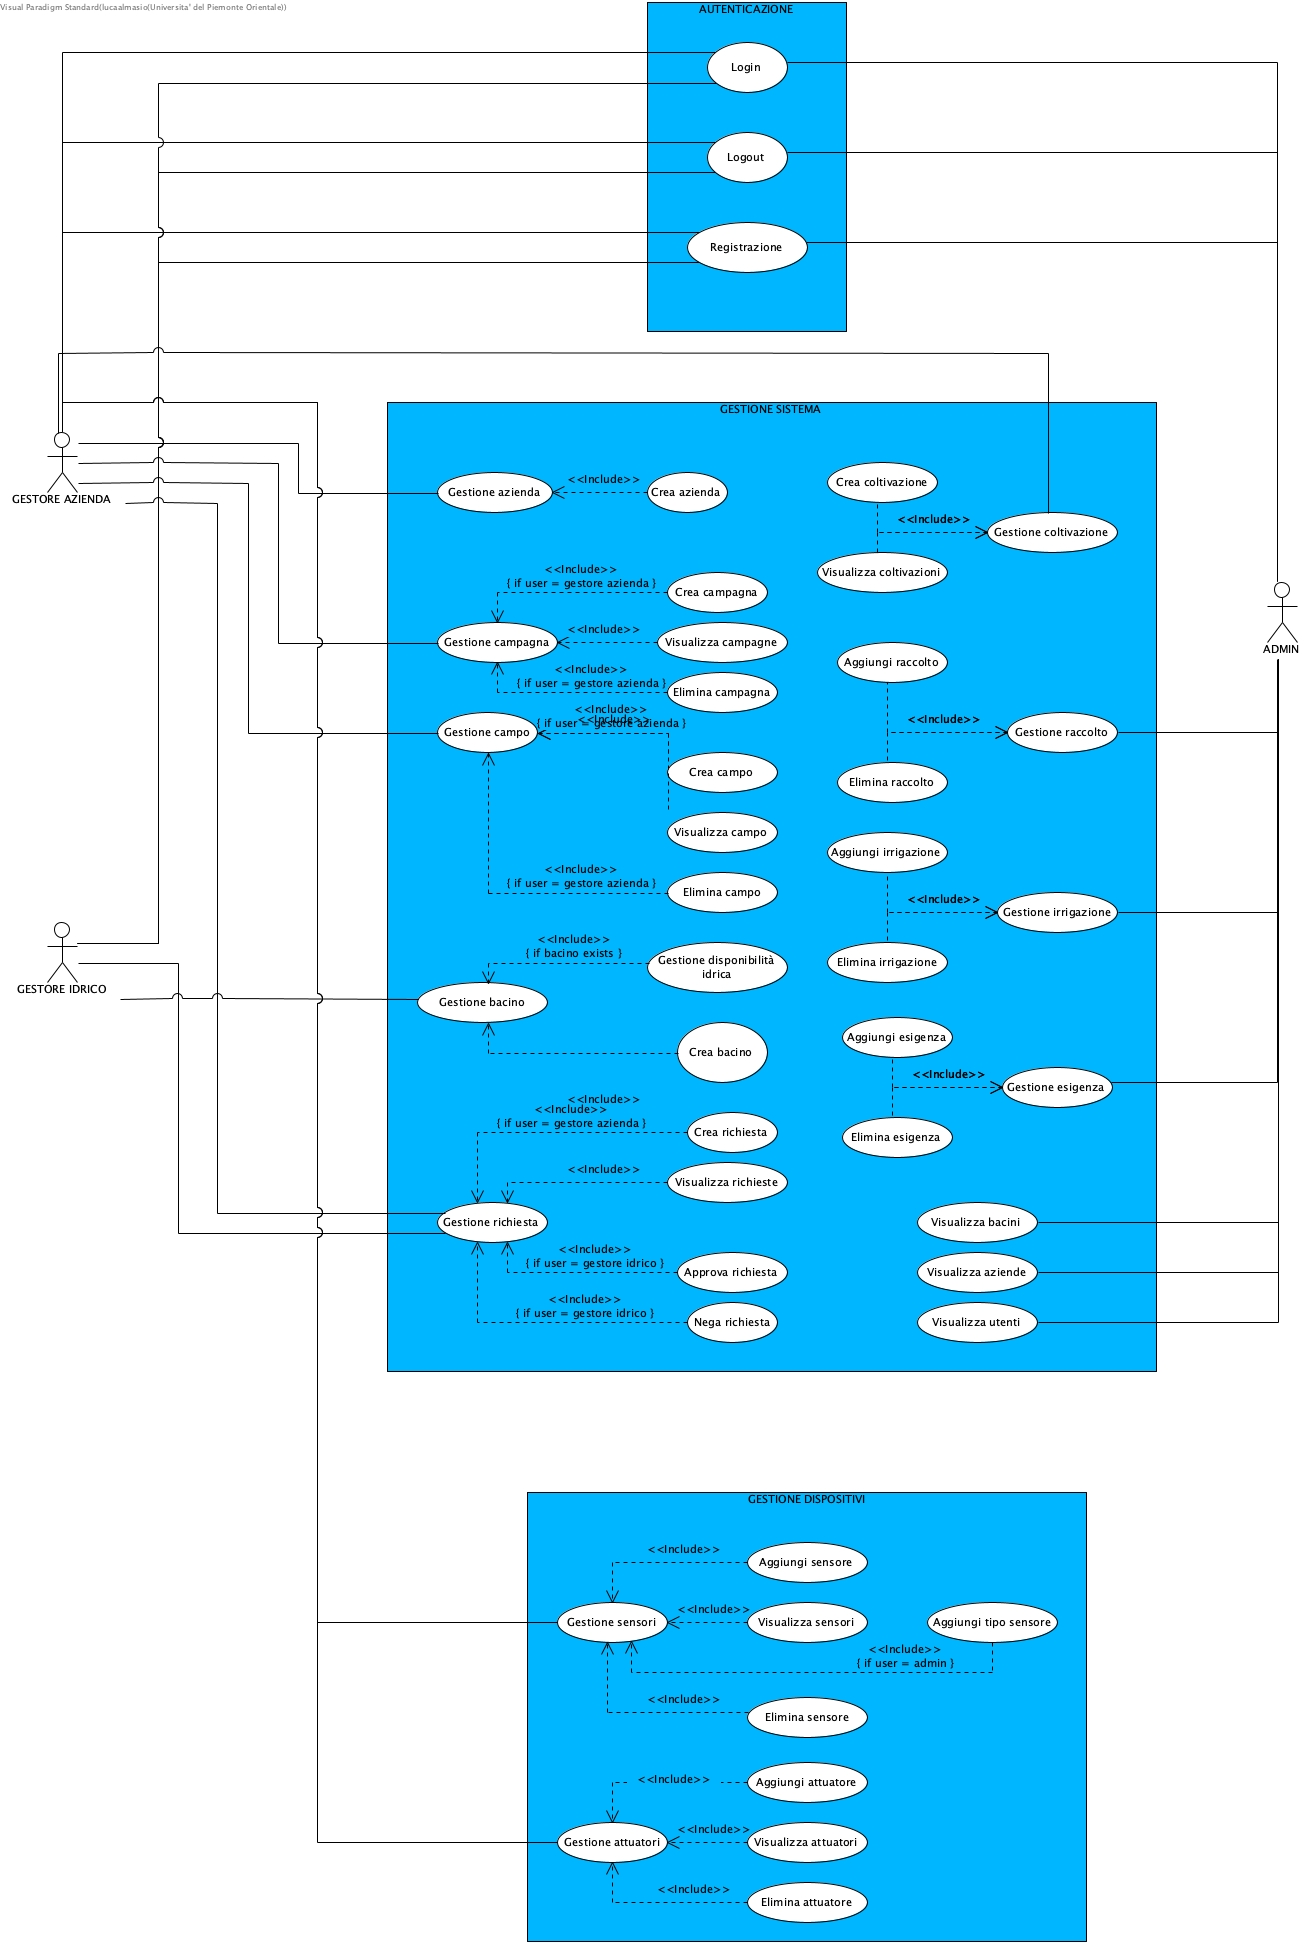 Visual Paradigm Standard(lucaalmasio(Universita' del Piemonte Orientale))
AUTENTICAZIONE
Login
Logout
Registrazione
GESTORE AZIENDA
GESTORE IDRICO
ADMIN
GESTIONE SISTEMA
Gestione azienda
<<Include>>
Crea azienda
<<Include>>
{ if user = gestore azienda }
Crea campagna
Gestione campagna
<<Include>>
Visualizza campagne
<<Include>>
{ if user = gestore azienda }
Elimina campagna
<<Include>>
{ if user = gestore azienda }
<<Include>>
Gestione campo
Crea campo
Visualizza campo
<<Include>>
{ if user = gestore azienda }
Elimina campo
<<Include>>
{ if bacino exists }
Gestione disponibilità
idrica
Gestione bacino
Crea bacino
<<Include>>
<<Include>>
{ if user = gestore azienda }
Crea richiesta
<<Include>>
Visualizza richieste
Gestione richiesta
<<Include>>
{ if user = gestore idrico }
Approva richiesta
<<Include>>
{ if user = gestore idrico }
Nega richiesta
Crea coltivazione
<<Include>>
Gestione coltivazione
Visualizza coltivazioni
Aggiungi raccolto
<<Include>>
Gestione raccolto
Elimina raccolto
Aggiungi irrigazione
<<Include>>
Gestione irrigazione
Elimina irrigazione
Aggiungi esigenza
<<Include>>
Gestione esigenza
Elimina esigenza
Visualizza bacini
Visualizza aziende
Visualizza utenti
GESTIONE DISPOSITIVI
<<Include>>
Aggiungi sensore
Gestione sensori
<<Include>>
Visualizza sensori
Aggiungi tipo sensore
<<Include>>
{ if user = admin }
<<Include>>
Elimina sensore
<<Include>>
Aggiungi attuatore
Gestione attuatori
<<Include>>
Visualizza attuatori
<<Include>>
Elimina attuatore